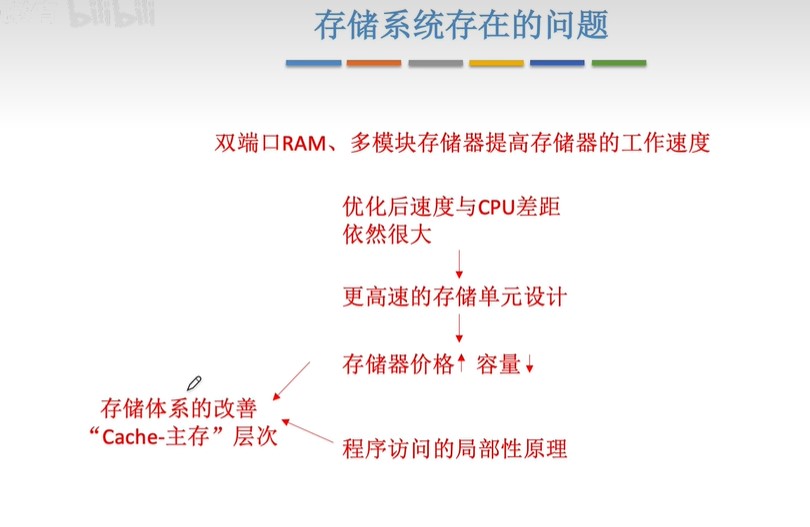 bilibili
存储系统存在的问题
双端口RAM、多模块存储器提高存储器的工作速度
优化后速度与CPU差距
依然很大
更高速的存储单元设计
存储器价格↑ 容量↓
存储体系的改善
“Cache-主存”层次
程序访问的局部性原理